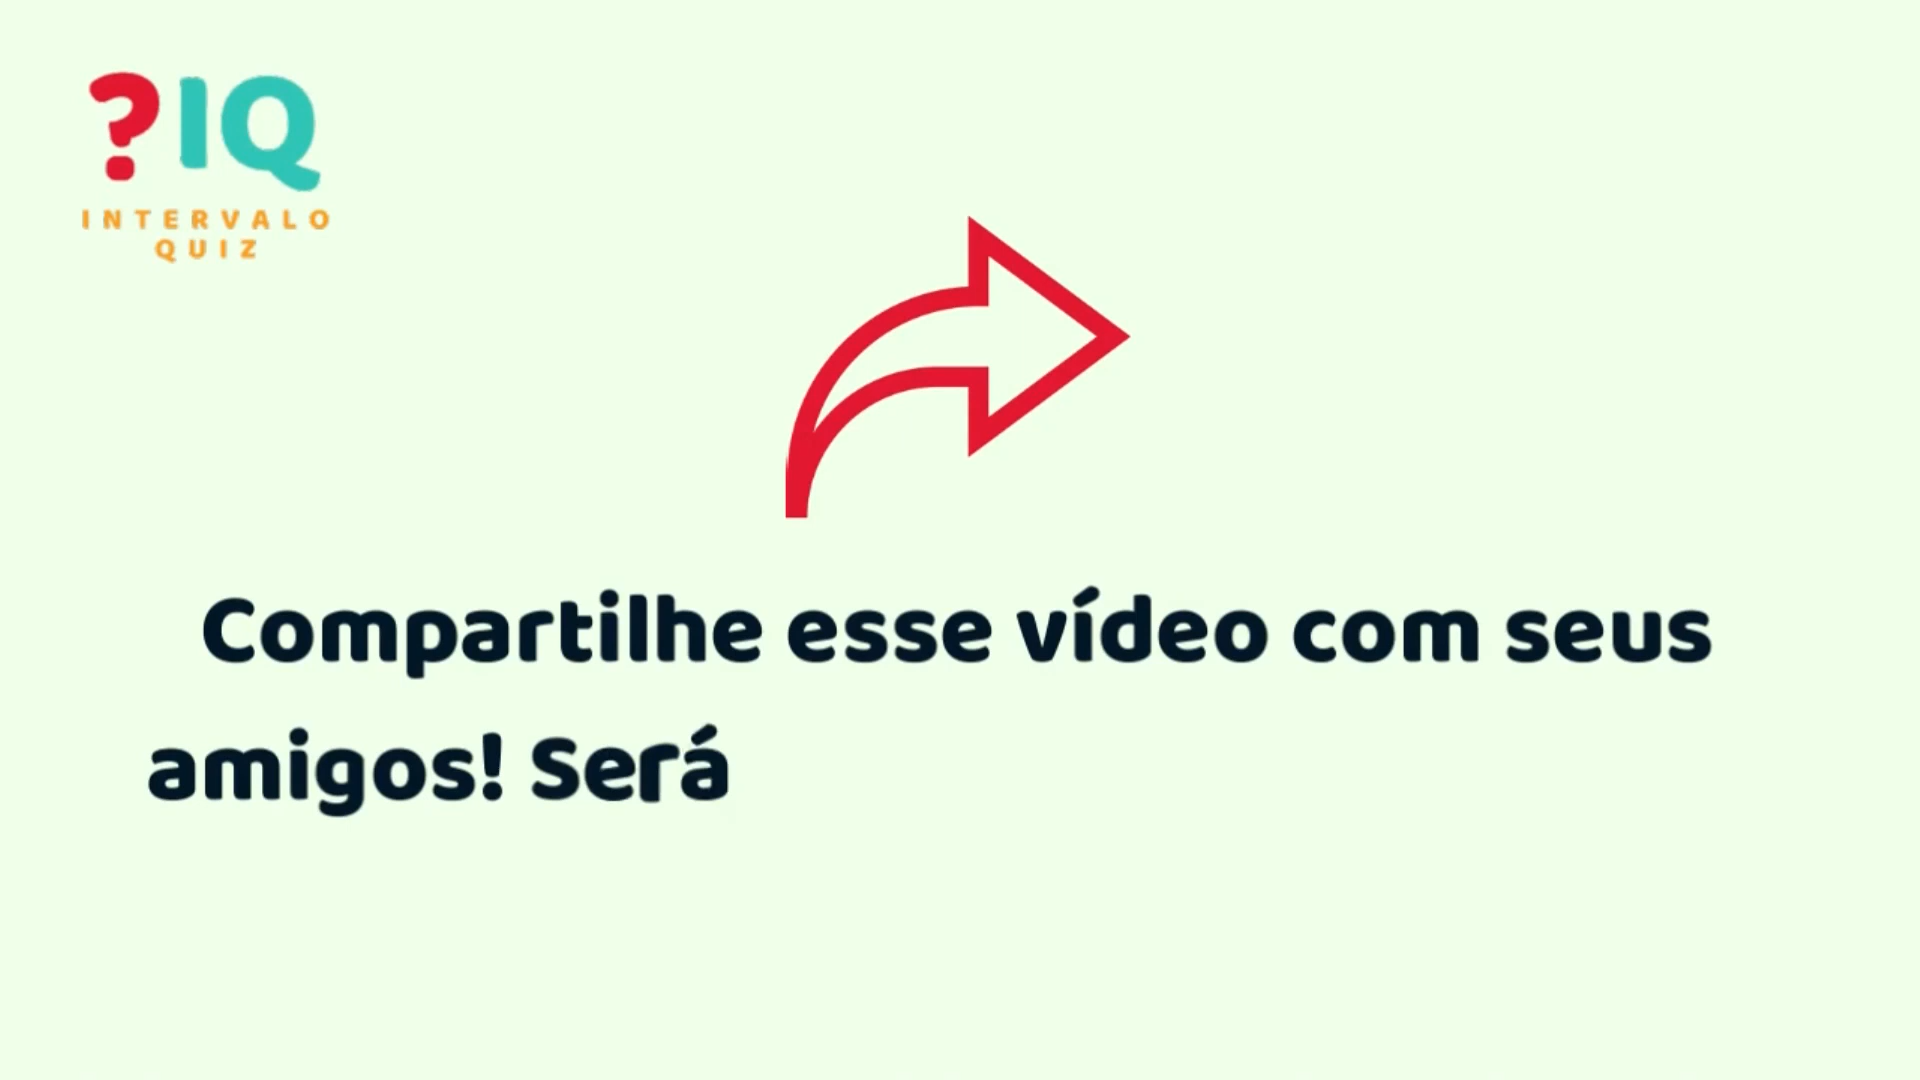 ?IQ
INTERVALO
QUIZ
Compartilhe esse vídeo com seus
amigos! Será